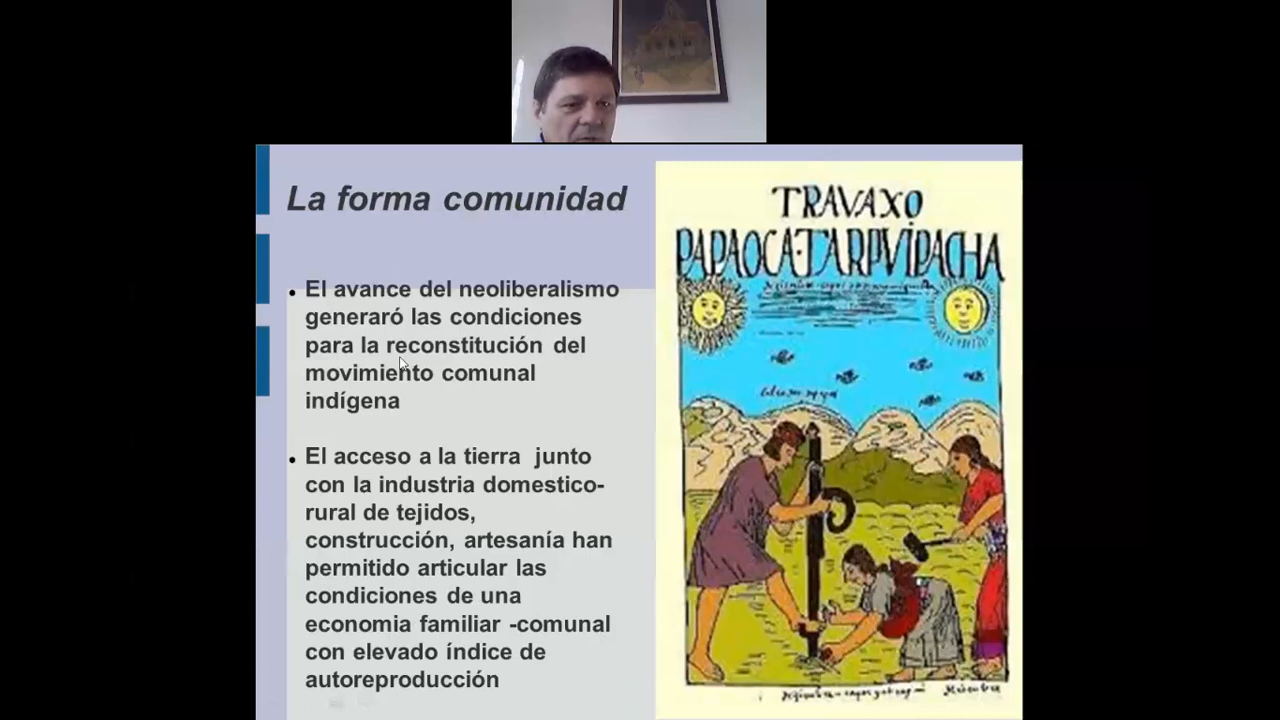 La forma comunidad
El avance del neoliberalismo
generaró las condiciones
para la reconstitución del
movimiento comunal
indígena
El acceso a la tierra junto
con la industria domestico-
rural de tejidos,
construcción, artesanía han
permitido articular las
condiciones de una
economia familiar -comunal
con elevado índice de
autoreproducción
TRAVAXO
PAPAOCA·TARPVIPACHA